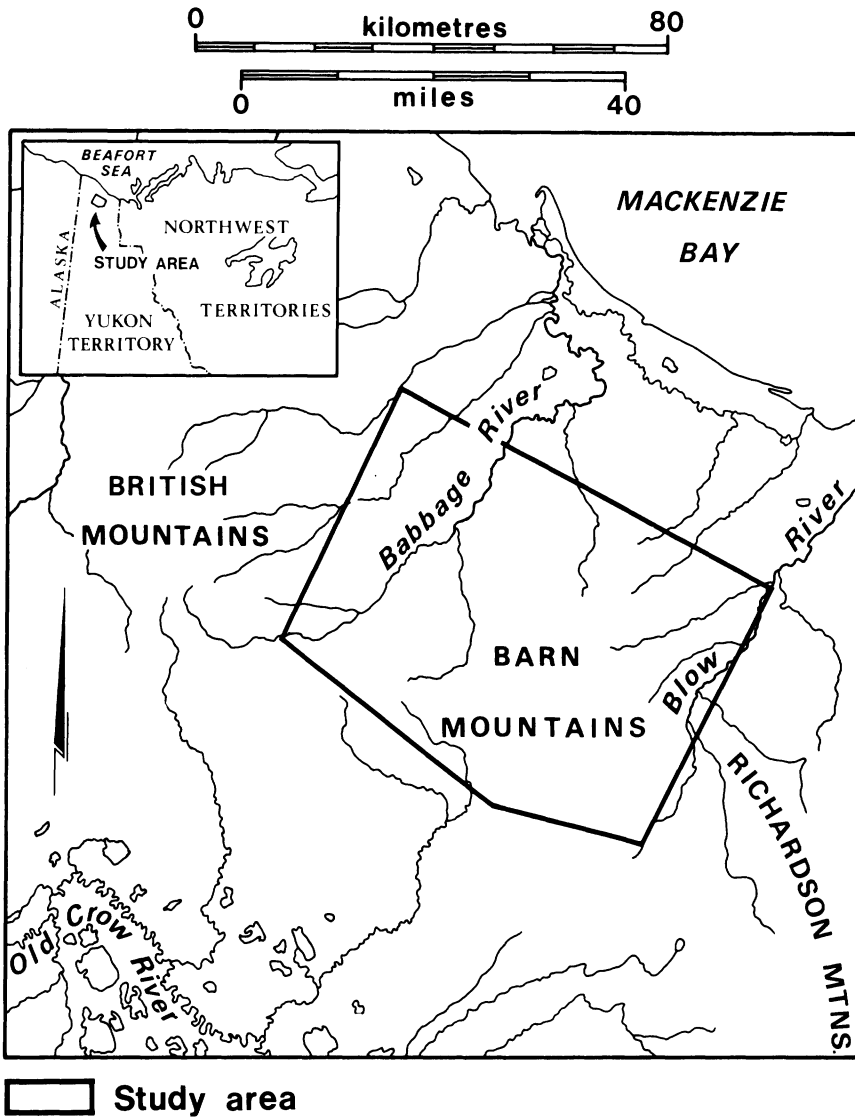 0 kilometres 80
0 miles 40
BEAFORT
SEA
NORTHWEST
ALASKA
STUDY AREA
TERRITORIES
YUKON
TERRITORY
MACKENZIE
BAY
Babbage River
BRITISH
MOUNTAINS
River
Blow
BARN
MOUNTAINS
RICHARDSON MTNS.
Old Crow River
Study area